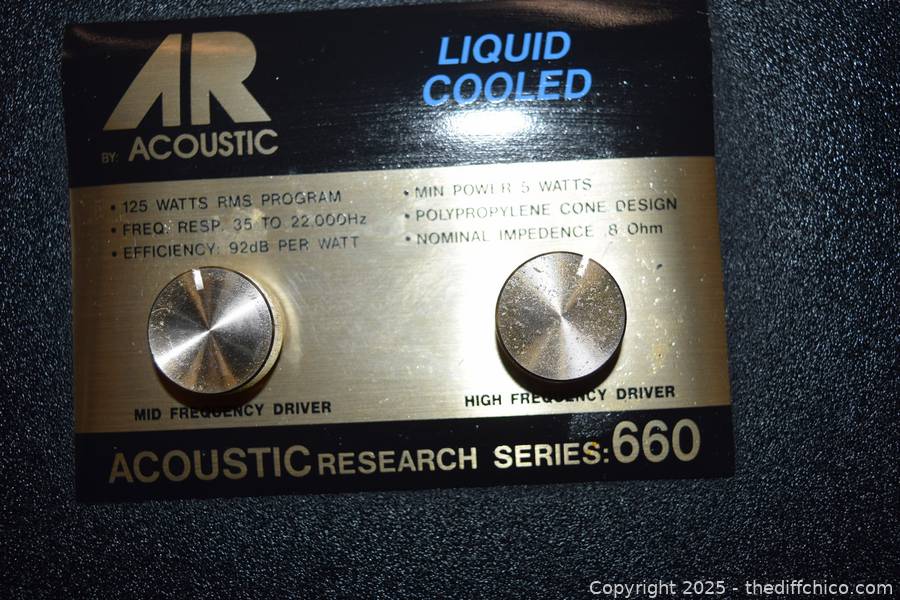 AR
BY: ACOUSTIC
LIQUID
COOLED
• 125 WATTS RMS PROGRAM
• FREQ. RESP. 35 TO 22.000Hz
• EFFICIENCY: 92dB PER WATT
• MIN POWER 5 WATTS
• POLYPROPYLENE CONE DESIGN
• NOMINAL IMPEDENCE 8 Ohm
MID FREQUENCY DRIVER
HIGH FREQUENCY DRIVER
ACOUSTIC RESEARCH SERIES: 660
Copyright 2025 - thediffchico.com